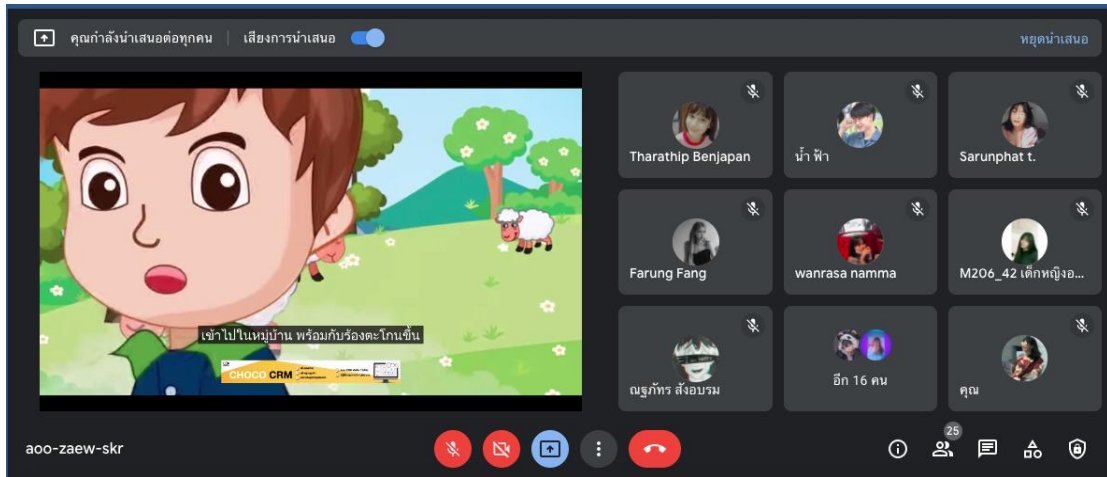 คุณกำลังนำเสนอต่อทุกคน
เสียงการนำเสนอ
หยุดนำเสนอ
เข้าไปในหมู่บ้าน พร้อมกับร้องตะโกนขึ้น
CHOCO CRM
Tharathip Benjapan
น้ำ ฟ้า
Sarunphat t.
Farung Fang
wanrasa namma
M206_42 เด็กหญิงอ...
ณฐภัทร สังอบรม
อีก 16 คน
คุณ
aoo-zaew-skr
25